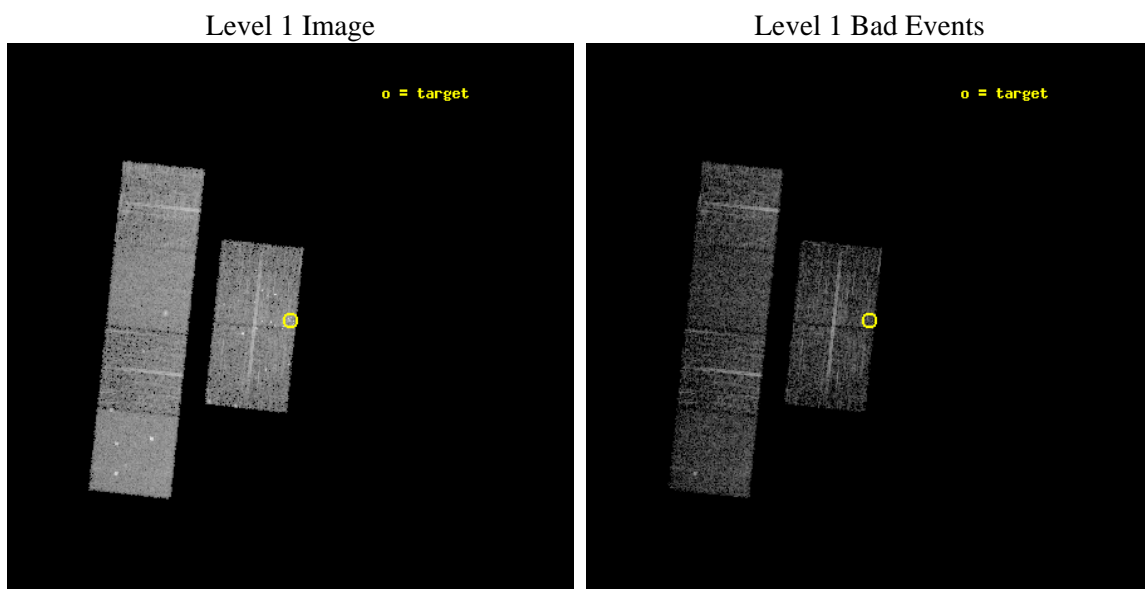 Level 1 Image
Level 1 Bad Events
o = target
o = target